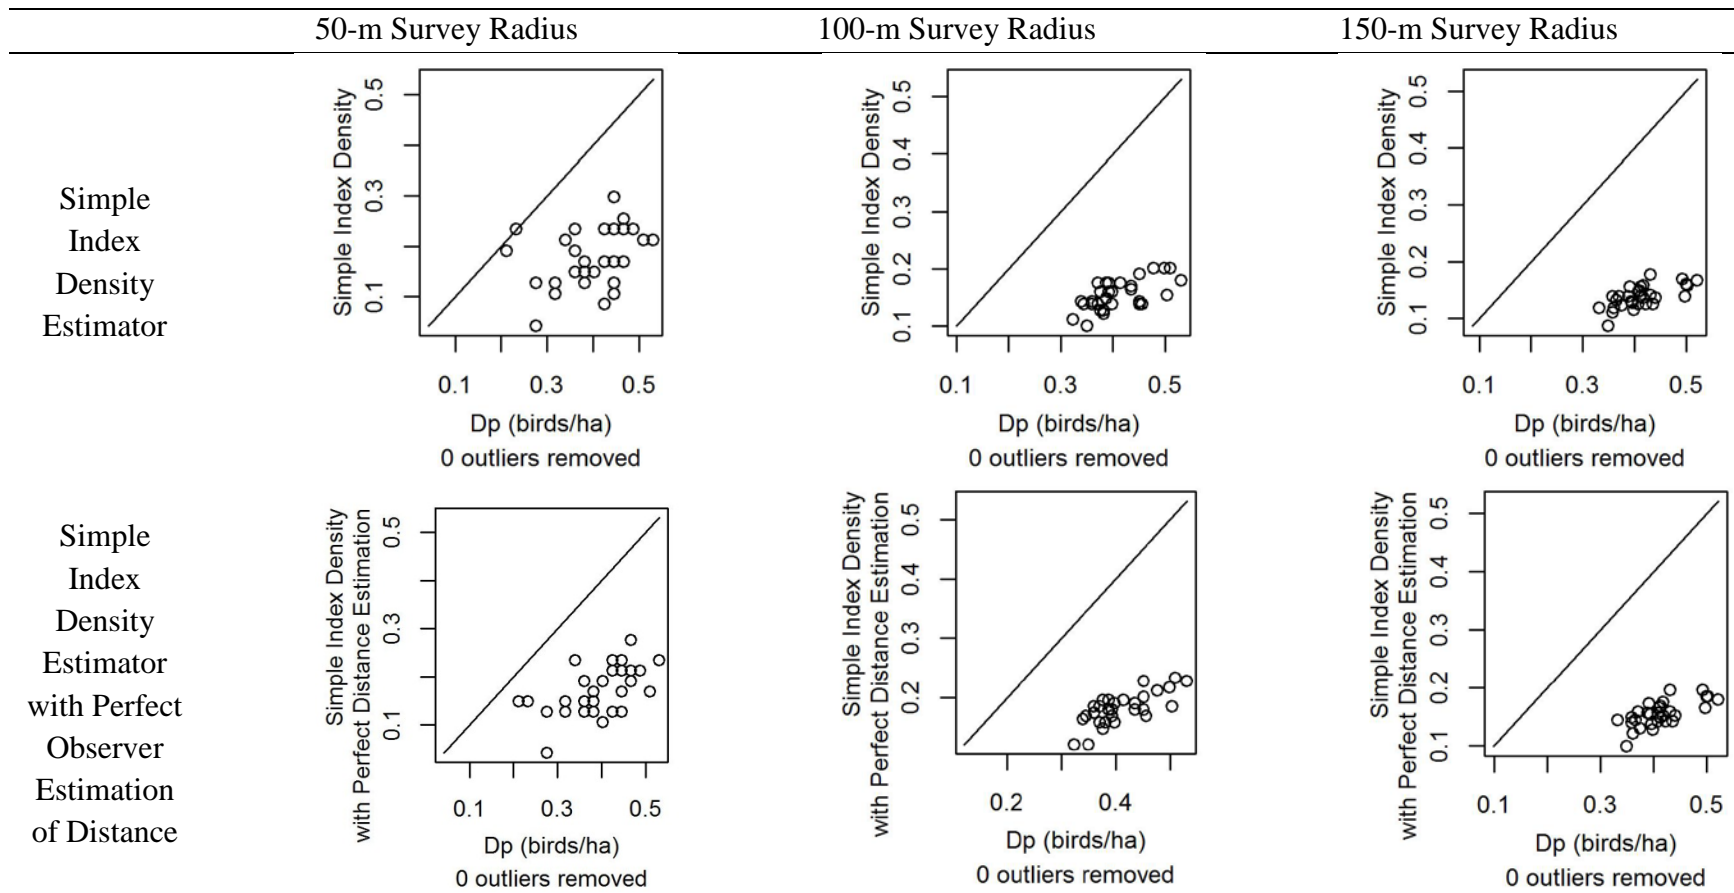 50-m Survey Radius
100-m Survey Radius
150-m Survey Radius
Simple
Index
Density
Estimator
Simple Index Density
0.5
0.3
0.1
0.1 0.3 0.5
Dp (birds/ha)
0 outliers removed
Simple Index Density
0.5
0.4
0.3
0.2
0.1
0.1 0.3 0.5
Dp (birds/ha)
0 outliers removed
Simple Index Density
0.5
0.4
0.3
0.2
0.1
0.1 0.3 0.5
Dp (birds/ha)
0 outliers removed
Simple
Index
Density
Estimator
with Perfect
Observer
Estimation
of Distance
Simple Index Density
with Perfect Distance Estimation
0.5
0.3
0.1
0.1 0.3 0.5
Dp (birds/ha)
0 outliers removed
Simple Index Density
with Perfect Distance Estimation
0.5
0.4
0.3
0.2
0.2 0.4
Dp (birds/ha)
0 outliers removed
Simple Index Density
with Perfect Distance Estimation
0.5
0.4
0.3
0.2
0.1
0.1 0.3 0.5
Dp (birds/ha)
0 outliers removed